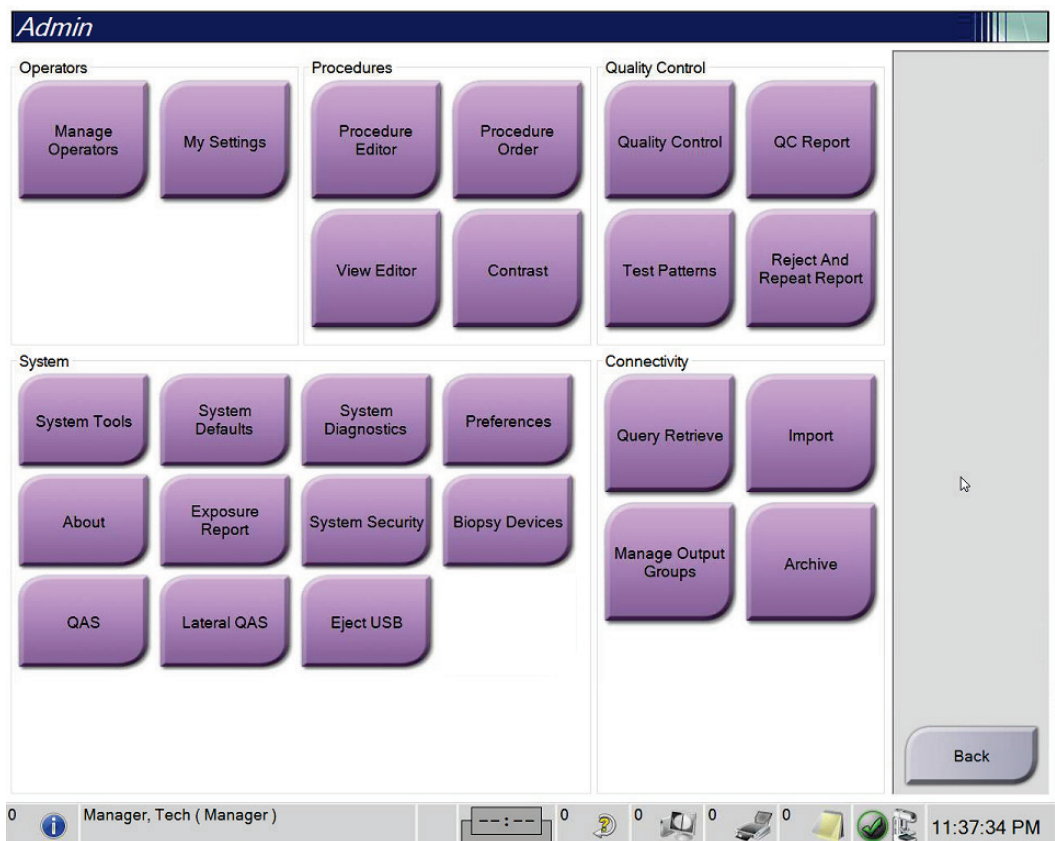 Admin
Operators
Manage
Operators
My Settings
Procedures
Procedure
Editor
Procedure
Order
View Editor
Contrast
Quality Control
Quality Control
QC Report
Test Patterns
Reject And
Repeat Report
System
System Tools
System
Defaults
System
Diagnostics
Preferences
About
Exposure
Report
System Security
Biopsy Devices
QAS
Lateral QAS
Eject USB
Connectivity
Query Retrieve
Import
Manage Output
Groups
Archive
Back
0
Manager, Tech ( Manager )
--:--
0
0
0
0
11:37:34 PM